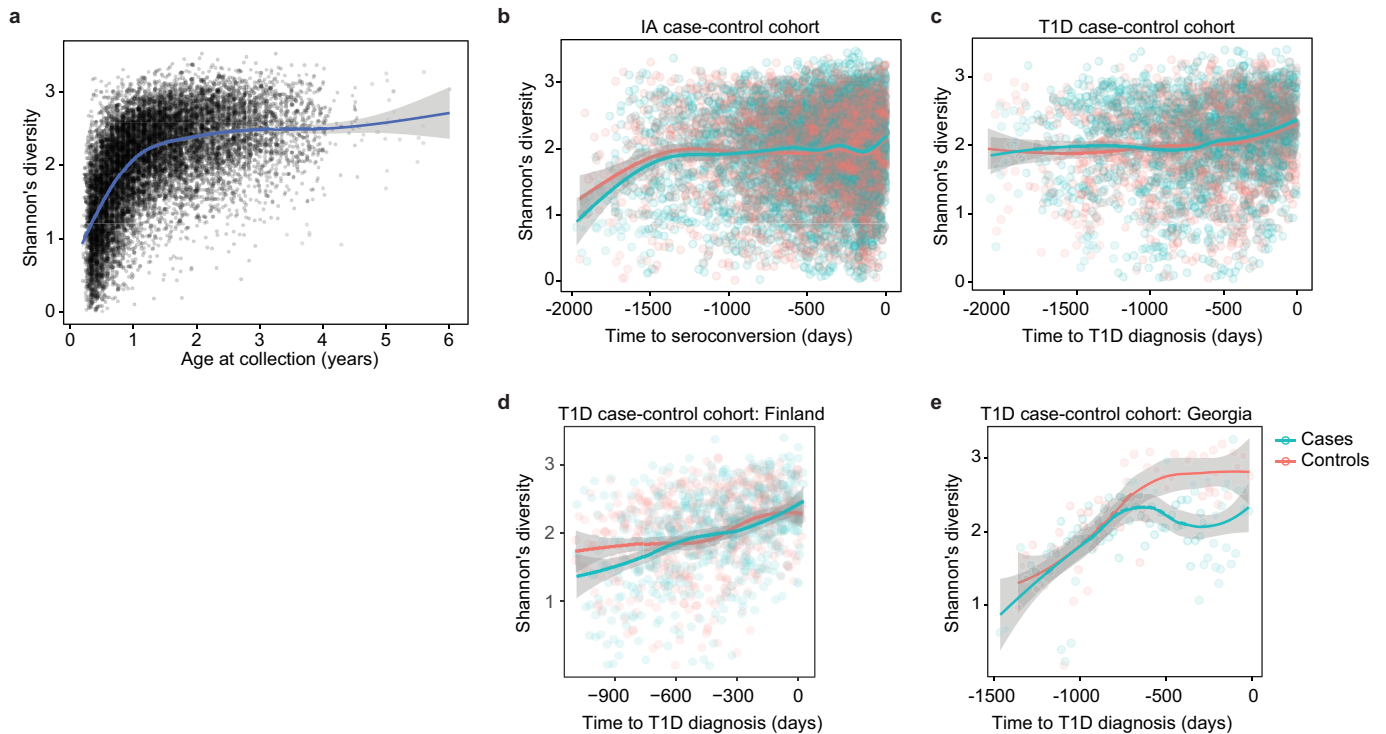 a
Shannon's diversity
3
2
1
0
0 1 2 3 4 5 6
Age at collection (years)
b
IA case-control cohort
Shannon's diversity
3
2
1
0
-2000 -1500 -1000 -500 0
Time to seroconversion (days)
c
T1D case-control cohort
Shannon's diversity
3
2
1
0
-2000 -1500 -1000 -500 0
Time to T1D diagnosis (days)
d
T1D case-control cohort: Finland
Shannon's diversity
3
2
1
−900 −600 −300 0
Time to T1D diagnosis (days)
e
T1D case-control cohort: Georgia
Shannon's diversity
3
2
1
-1500 -1000 -500 0
Time to T1D diagnosis (days)
Cases
Controls